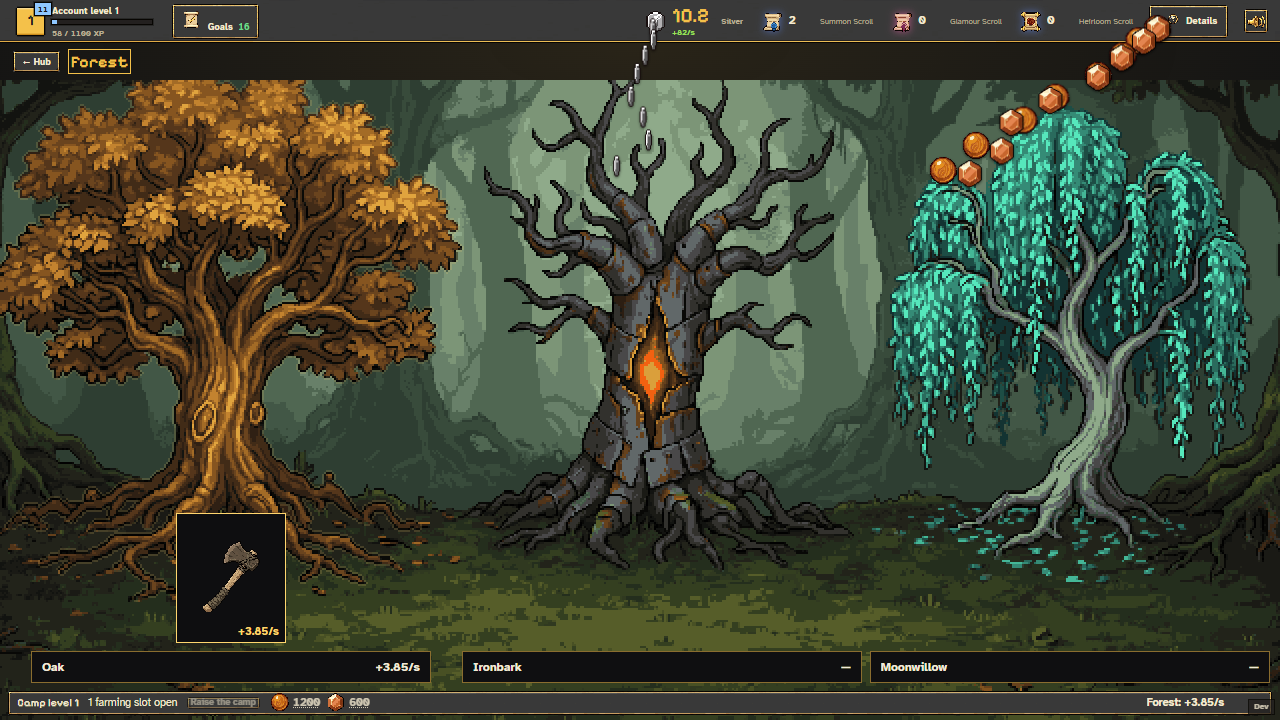 1
11
Account level 1
58 / 1100 XP
Goals 16
10.8
+82/s
Silver
2
Summon Scroll
0
Glamour Scroll
0
Heirloom Scroll
Details
← Hub
Forest
+3.85/s
Oak +3.85/s
Ironbark —
Moonwillow —
Camp level 1 1 farming slot open Raise the camp 1200 600
Forest: +3.85/s
Dev